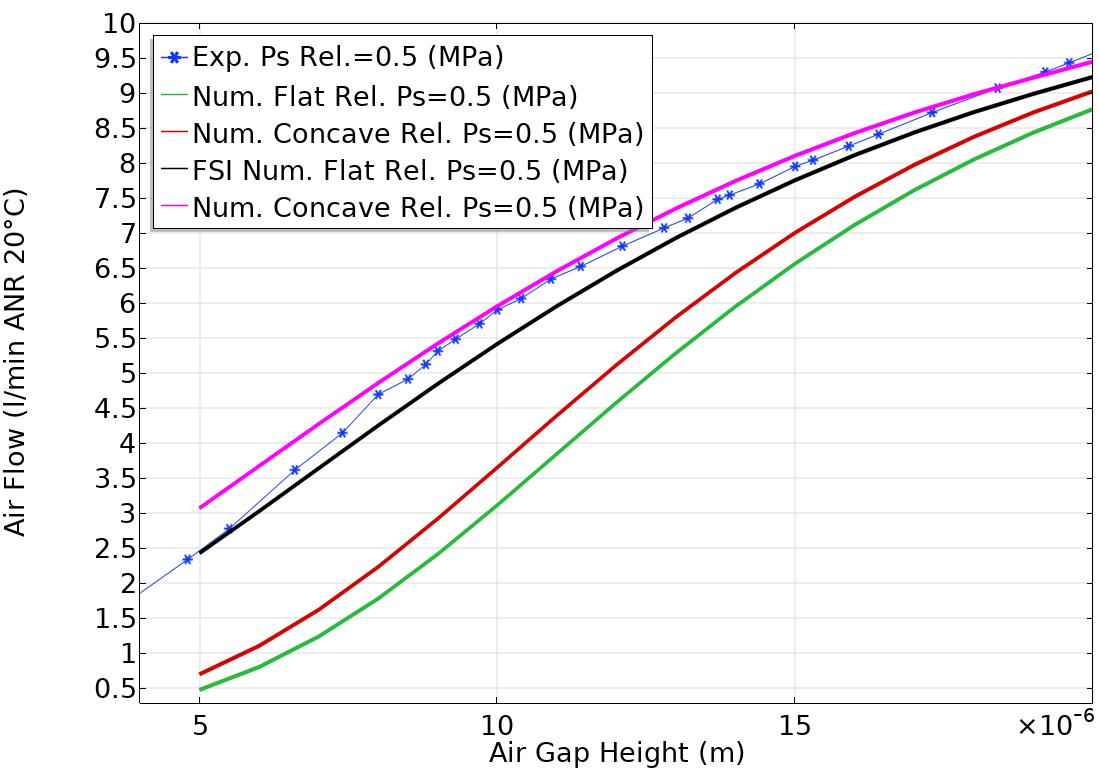 10
9.5
9
8.5
8
7.5
7
6.5
6
5.5
5
4.5
4
3.5
3
2.5
2
1.5
1
0.5
Air Flow (l/min ANR 20°C)
Exp. Ps Rel.=0.5 (MPa)
Num. Flat Rel. Ps=0.5 (MPa)
Num. Concave Rel. Ps=0.5 (MPa)
FSI Num. Flat Rel. Ps=0.5 (MPa)
Num. Concave Rel. Ps=0.5 (MPa)
5 10 15 ×10⁻⁶
Air Gap Height (m)